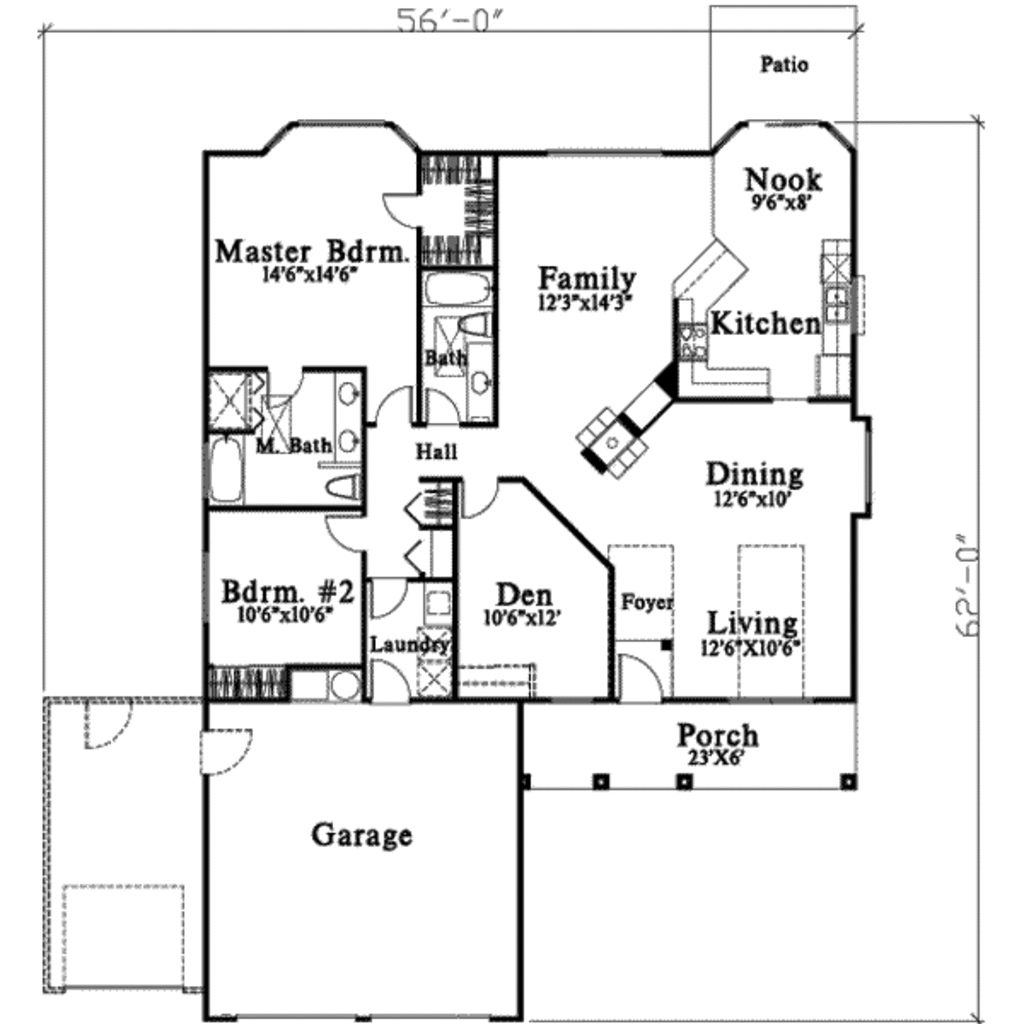 56'-0"
Patio
Nook
9'6"x8'
Master Bdrm.
14'6"x14'6"
Family
12'3"x14'3"
Kitchen
Bath
M. Bath
Hall
Dining
12'6"x10'
62'-0"
Bdrm. #2
10'6"x10'6"
Den
10'6"x12'
Foyer
Living
12'6"X10'6"
Laundry
Porch
23'X6'
Garage